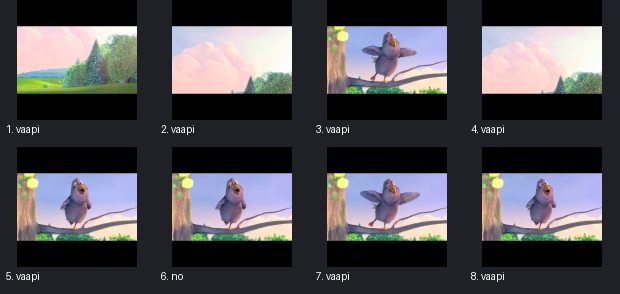 1. vaapi
2. vaapi
3. vaapi
4. vaapi
5. vaapi
6. no
7. vaapi
8. vaapi